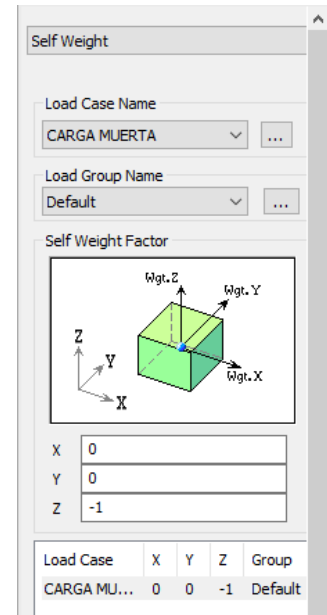 Self Weight
Load Case Name
CARGA MUERTA
...
Load Group Name
Default
...
Self Weight Factor
Wgt.Z
Wgt.Y
Z
Y
Wgt.X
X
X 0
Y 0
Z -1
Load Case X Y Z Group
CARGA MU... 0 0 -1 Default